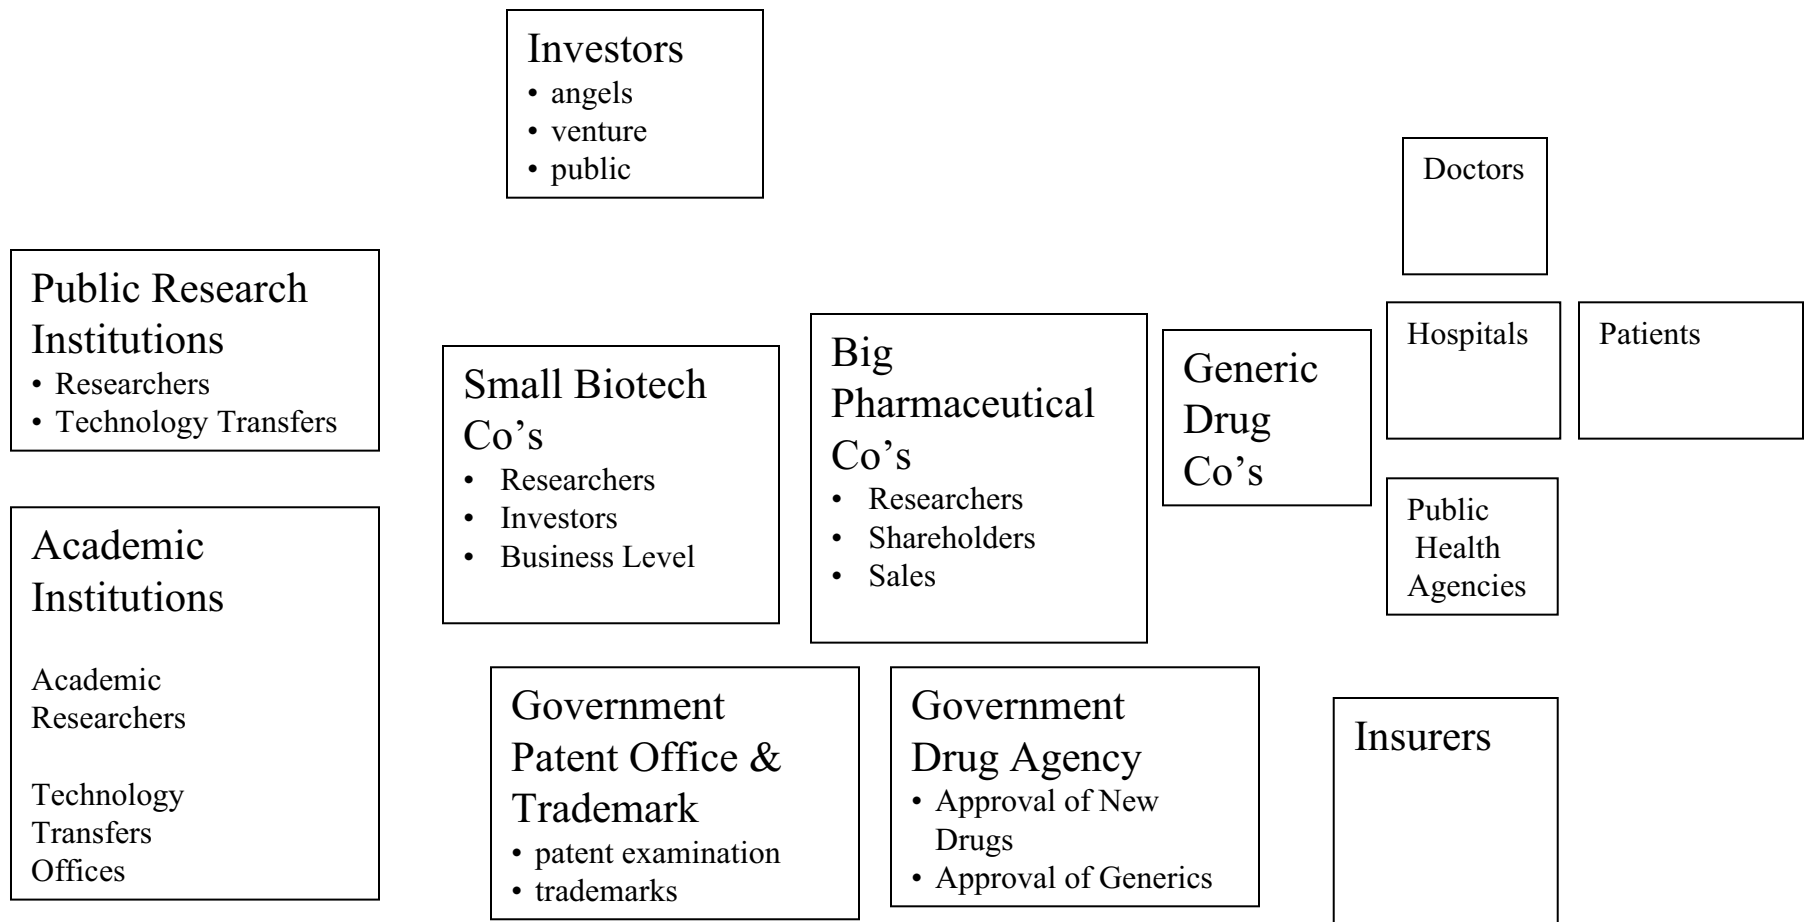 Investors
• angels
• venture
• public
Doctors
Public Research
Institutions
• Researchers
• Technology Transfers
Small Biotech
Co’s
• Researchers
• Investors
• Business Level
Big
Pharmaceutical
Co’s
• Researchers
• Shareholders
• Sales
Generic
Drug
Co’s
Hospitals
Patients
Public
Health
Agencies
Academic
Institutions
Academic
Researchers
Technology
Transfers
Offices
Government
Patent Office &
Trademark
• patent examination
• trademarks
Government
Drug Agency
• Approval of New
Drugs
• Approval of Generics
Insurers